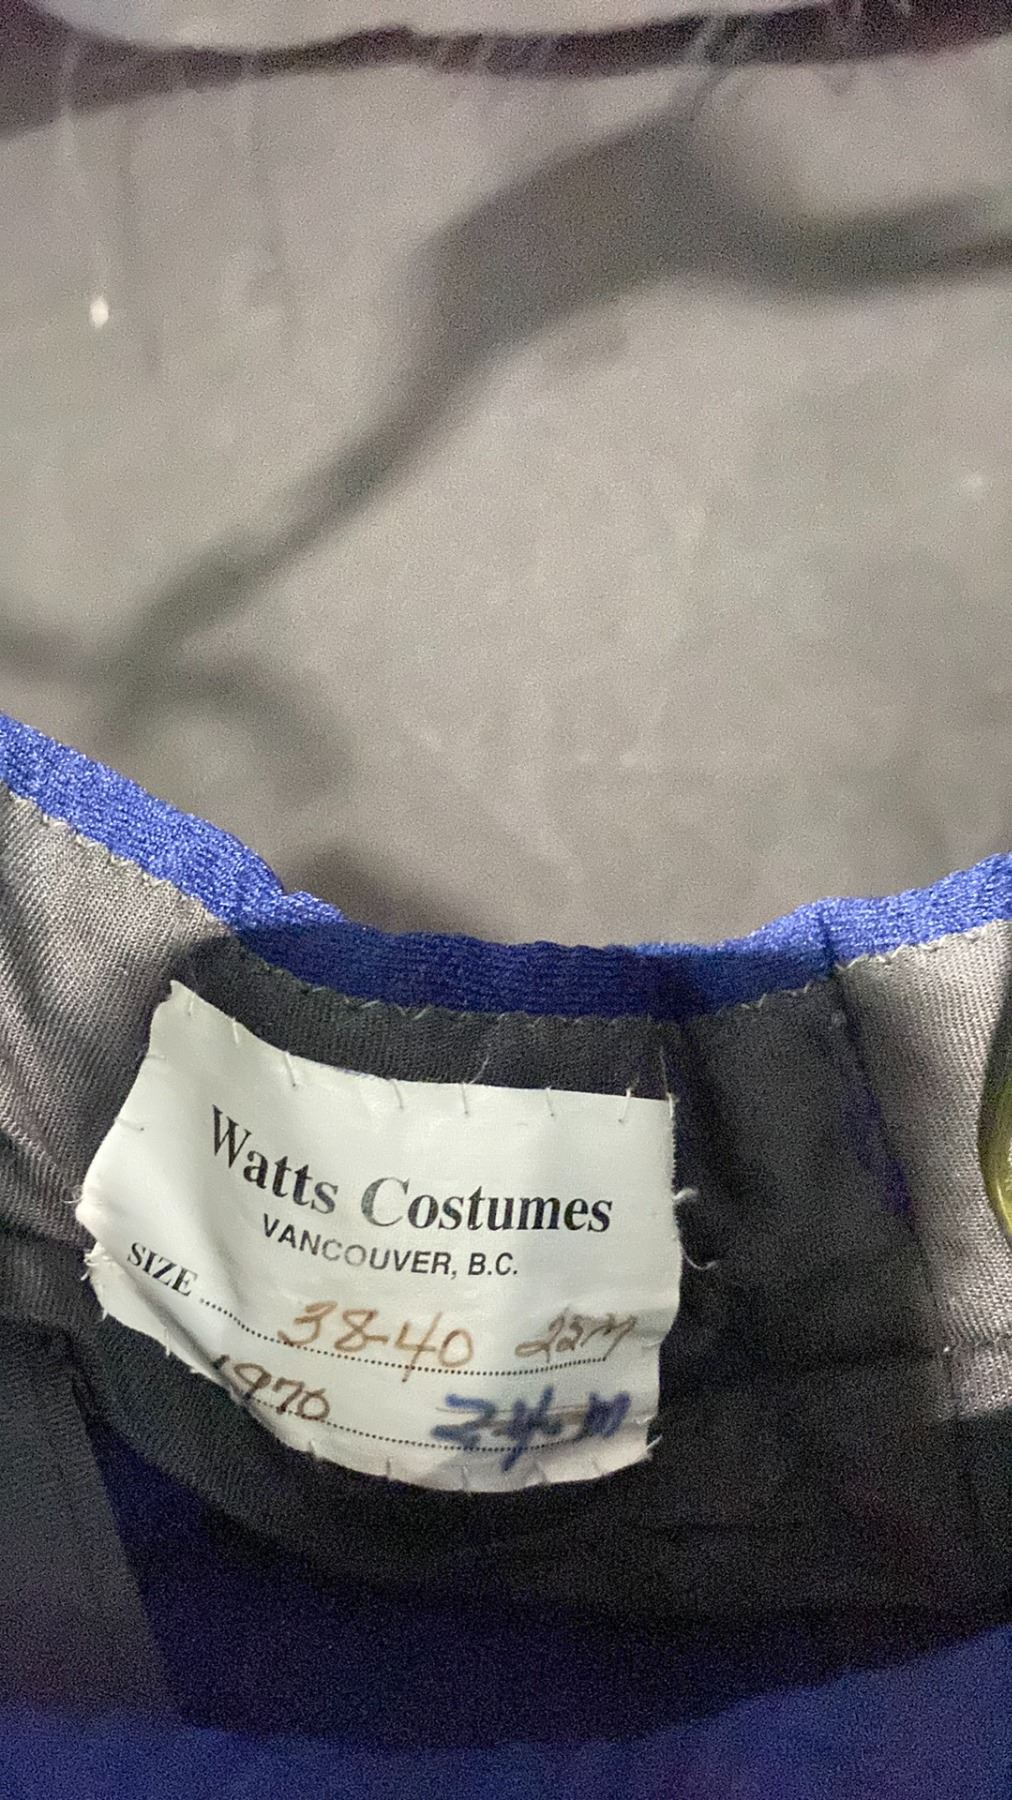 Watts Costumes
VANCOUVER, B.C.
SIZE 38-40
1970